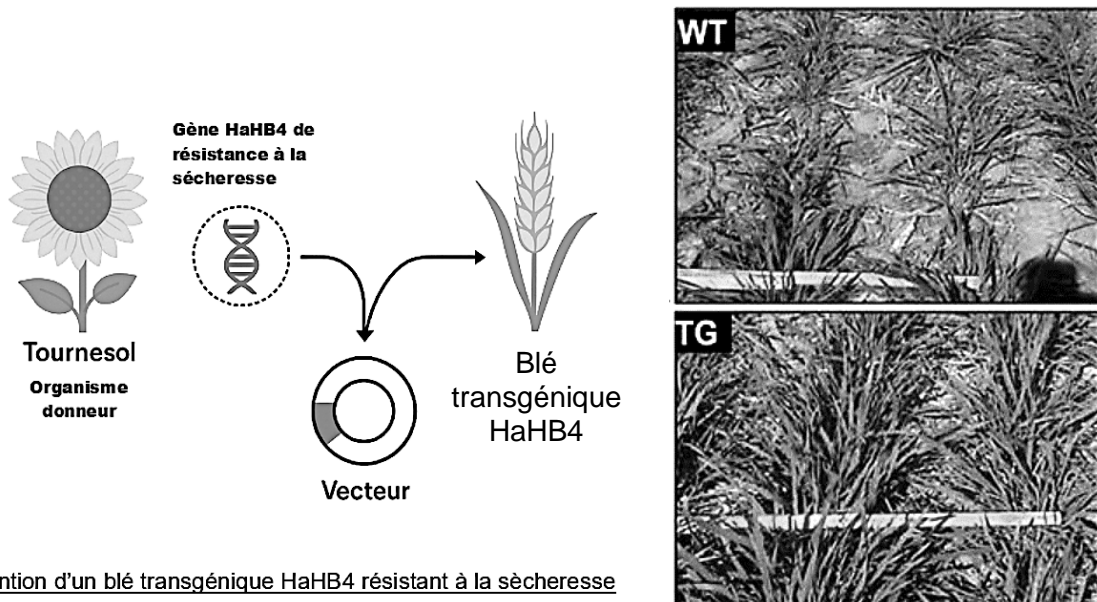 Gène HaHB4 de
résistance à la
sécheresse
Tournesol
Organisme
donneur
Vecteur
Blé
transgénique
HaHB4
WT
TG
ntion d'un blé transgénique HaHB4 résistant à la sècheresse